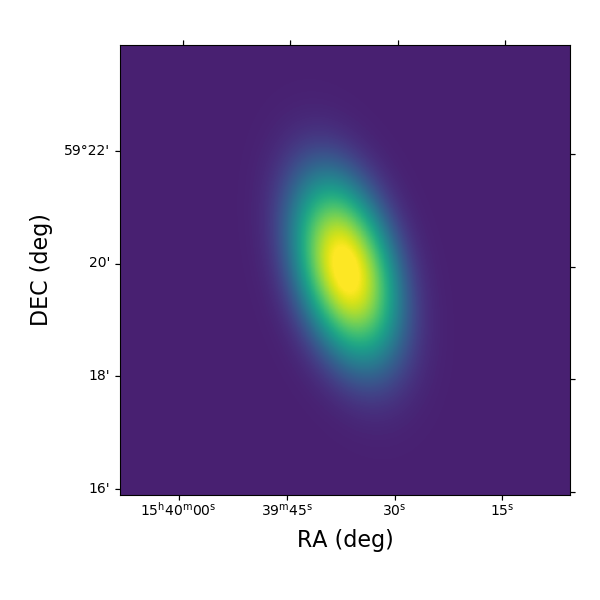 DEC (deg)
59°22'
20'
18'
16'
15ʰ40ᵐ00ˢ 39ᵐ45ˢ 30ˢ 15ˢ
RA (deg)